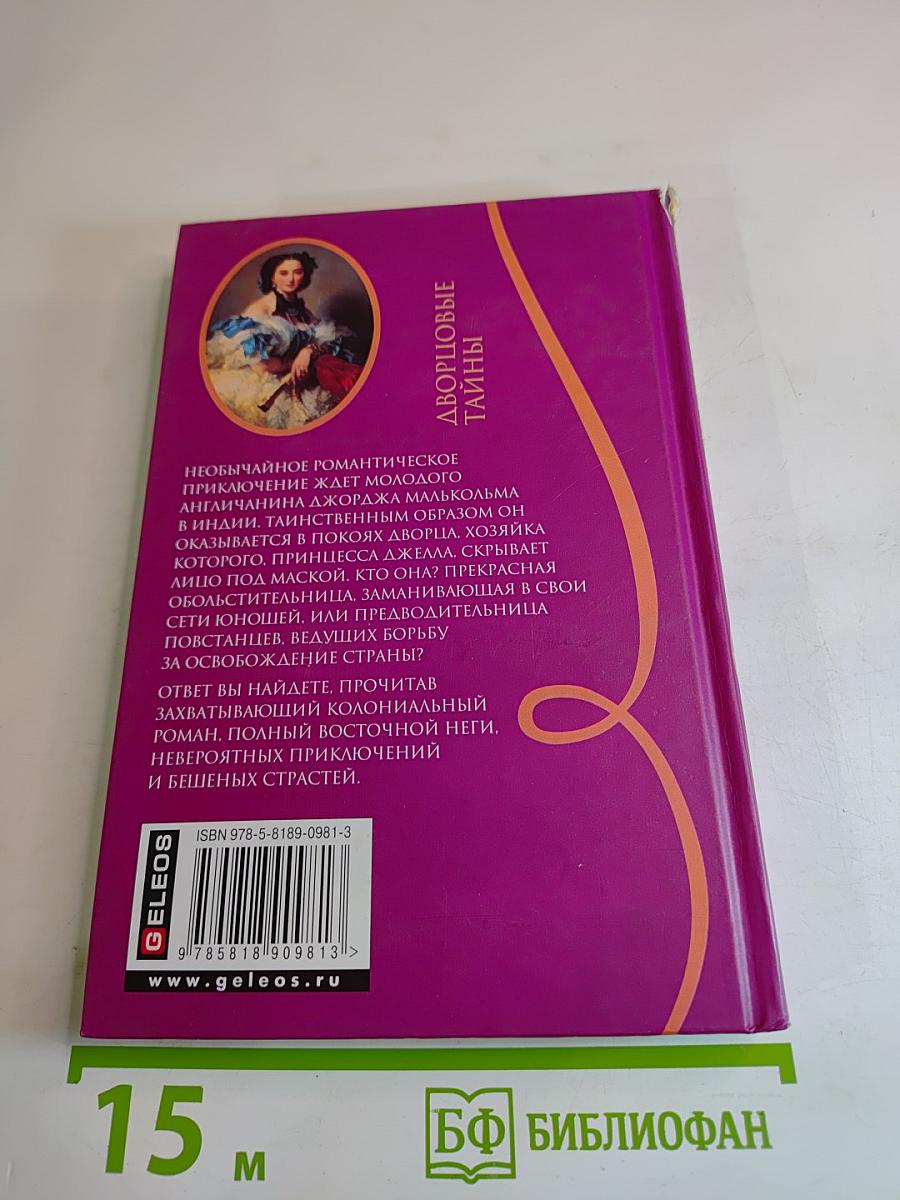 ДВОРЦОВЫЕ
ТАЙНЫ
НЕОБЫЧАЙНОЕ РОМАНТИЧЕСКОЕ
ПРИКЛЮЧЕНИЕ ЖДЕТ МОЛОДОГО
АНГЛИЧАНИНА ДЖОРДЖА МАЛЬКОЛЬМА
В ИНДИИ. ТАИНСТВЕННЫМ ОБРАЗОМ ОН
ОКАЗЫВАЕТСЯ В ПОКОЯХ ДВОРЦА, ХОЗЯЙКА
КОТОРОГО, ПРИНЦЕССА ДЖЕЛЛА, СКРЫВАЕТ
ЛИЦО ПОД МАСКОЙ. КТО ОНА? ПРЕКРАСНАЯ
ОБОЛЬСТИТЕЛЬНИЦА, ЗАМАНИВАЮЩАЯ В СВОИ
СЕТИ ЮНОШЕЙ, ИЛИ ПРЕДВОДИТЕЛЬНИЦА
ПОВСТАНЦЕВ, ВЕДУЩИХ БОРЬБУ
ЗА ОСВОБОЖДЕНИЕ СТРАНЫ?
ОТВЕТ ВЫ НАЙДЕТЕ, ПРОЧИТАВ
ЗАХВАТЫВАЮЩИЙ КОЛОНИАЛЬНЫЙ
РОМАН, ПОЛНЫЙ ВОСТОЧНОЙ НЕГИ,
НЕВЕРОЯТНЫХ ПРИКЛЮЧЕНИЙ
И БЕШЕНЫХ СТРАСТЕЙ.
GELEOS
ISBN 978-5-8189-0981-3
9 785818 909813 >
www.geleos.ru
15 м
БФ БИБЛИОФАН